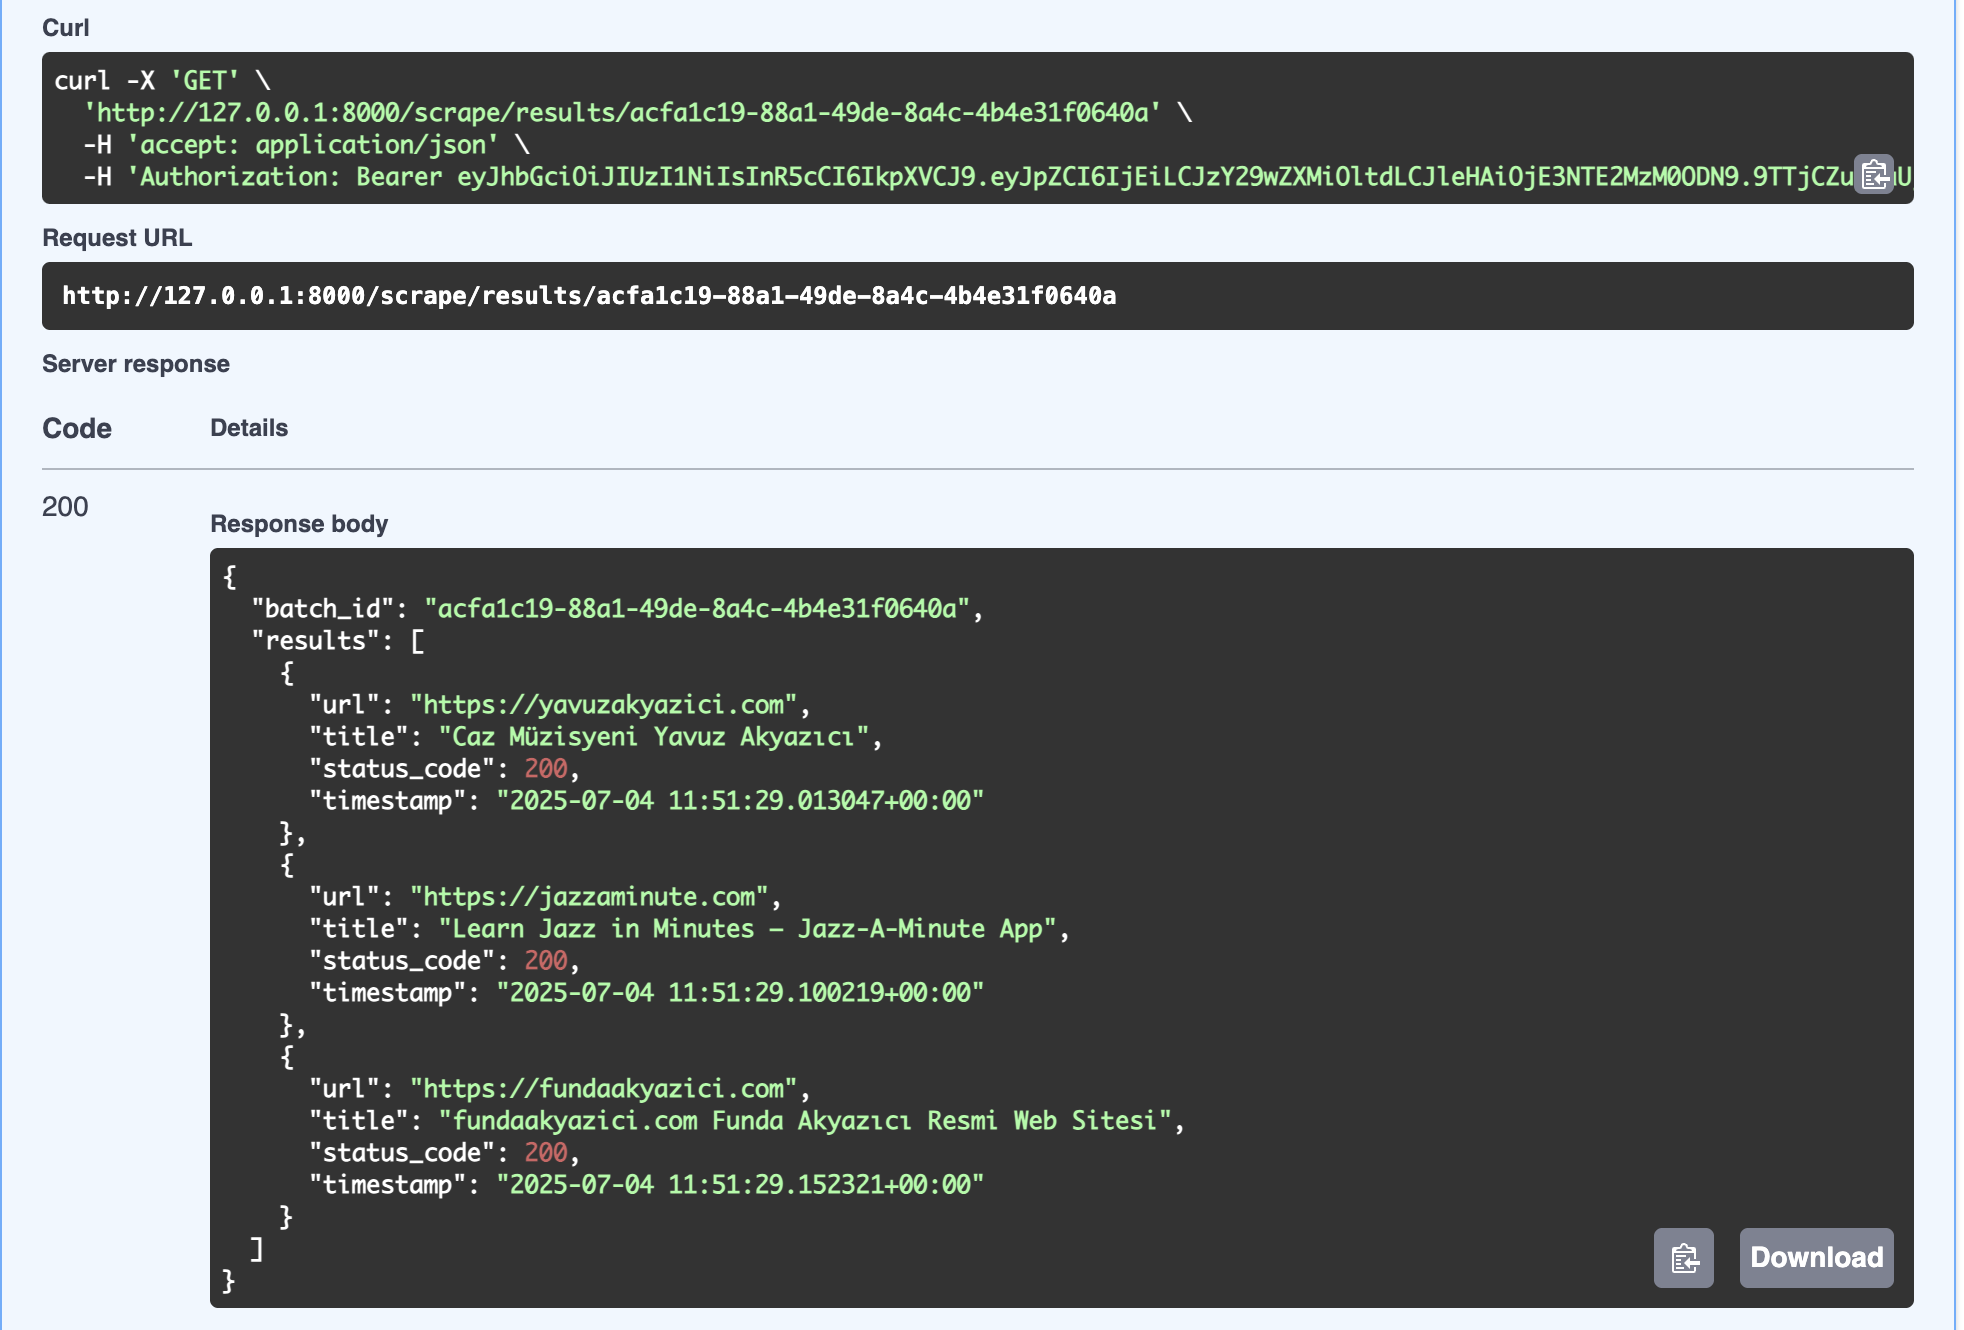 Curl
curl -X 'GET' \
'http://127.0.0.1:8000/scrape/results/acfa1c19-88a1-49de-8a4c-4b4e31f0640a' \
-H 'accept: application/json' \
-H 'Authorization: Bearer eyJhbGciOiJIUzI1NiIsInR5cCI6IkpXVCJ9.eyJpZCI6IjEiLCJzY29wZXMiOltdLCJleHAiOjE3NTE2MzM0ODN9.9TTjCZu
Request URL
http://127.0.0.1:8000/scrape/results/acfa1c19-88a1-49de-8a4c-4b4e31f0640a
Server response
Code Details
200
Response body
{
"batch_id": "acfa1c19-88a1-49de-8a4c-4b4e31f0640a",
"results": [
{
"url": "https://yavuzakyazici.com",
"title": "Caz Müzisyeni Yavuz Akyazıcı",
"status_code": 200,
"timestamp": "2025-07-04 11:51:29.013047+00:00"
},
{
"url": "https://jazzaminute.com",
"title": "Learn Jazz in Minutes – Jazz-A-Minute App",
"status_code": 200,
"timestamp": "2025-07-04 11:51:29.100219+00:00"
},
{
"url": "https://fundaakyazici.com",
"title": "fundaakyazici.com Funda Akyazıcı Resmi Web Sitesi",
"status_code": 200,
"timestamp": "2025-07-04 11:51:29.152321+00:00"
}
]
}
Download